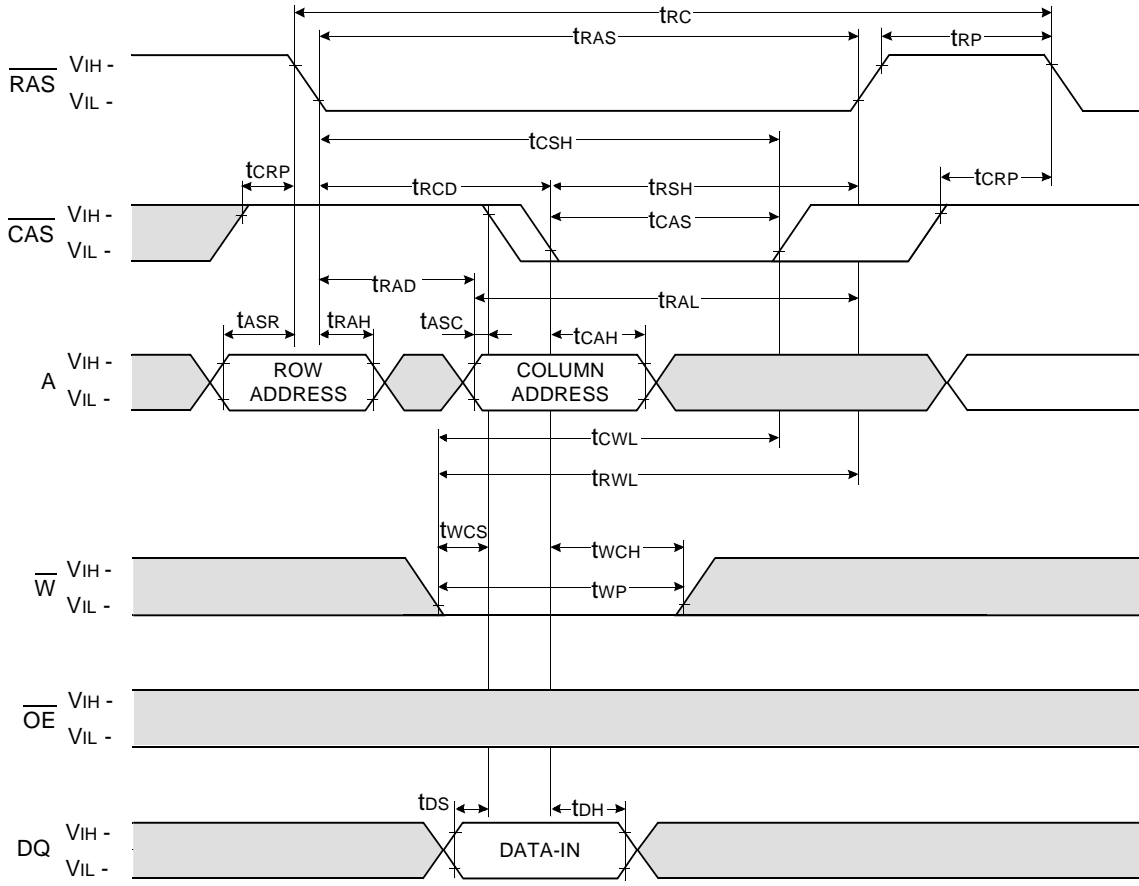 tRC
tRAS tRP
RAS VIH -
VIL -
tCSH
tCRP tRCD tRSH tCRP
CAS VIH -
VIL -
tCAS
tRAD tRAL
tASR tRAH tASC tCAH
A VIH -
VIL -
ROW ADDRESS
COLUMN ADDRESS
tCWL
tRWL
tWCS tWCH
W VIH -
VIL -
tWP
OE VIH -
VIL -
tDS tDH
DQ VIH -
VIL -
DATA-IN